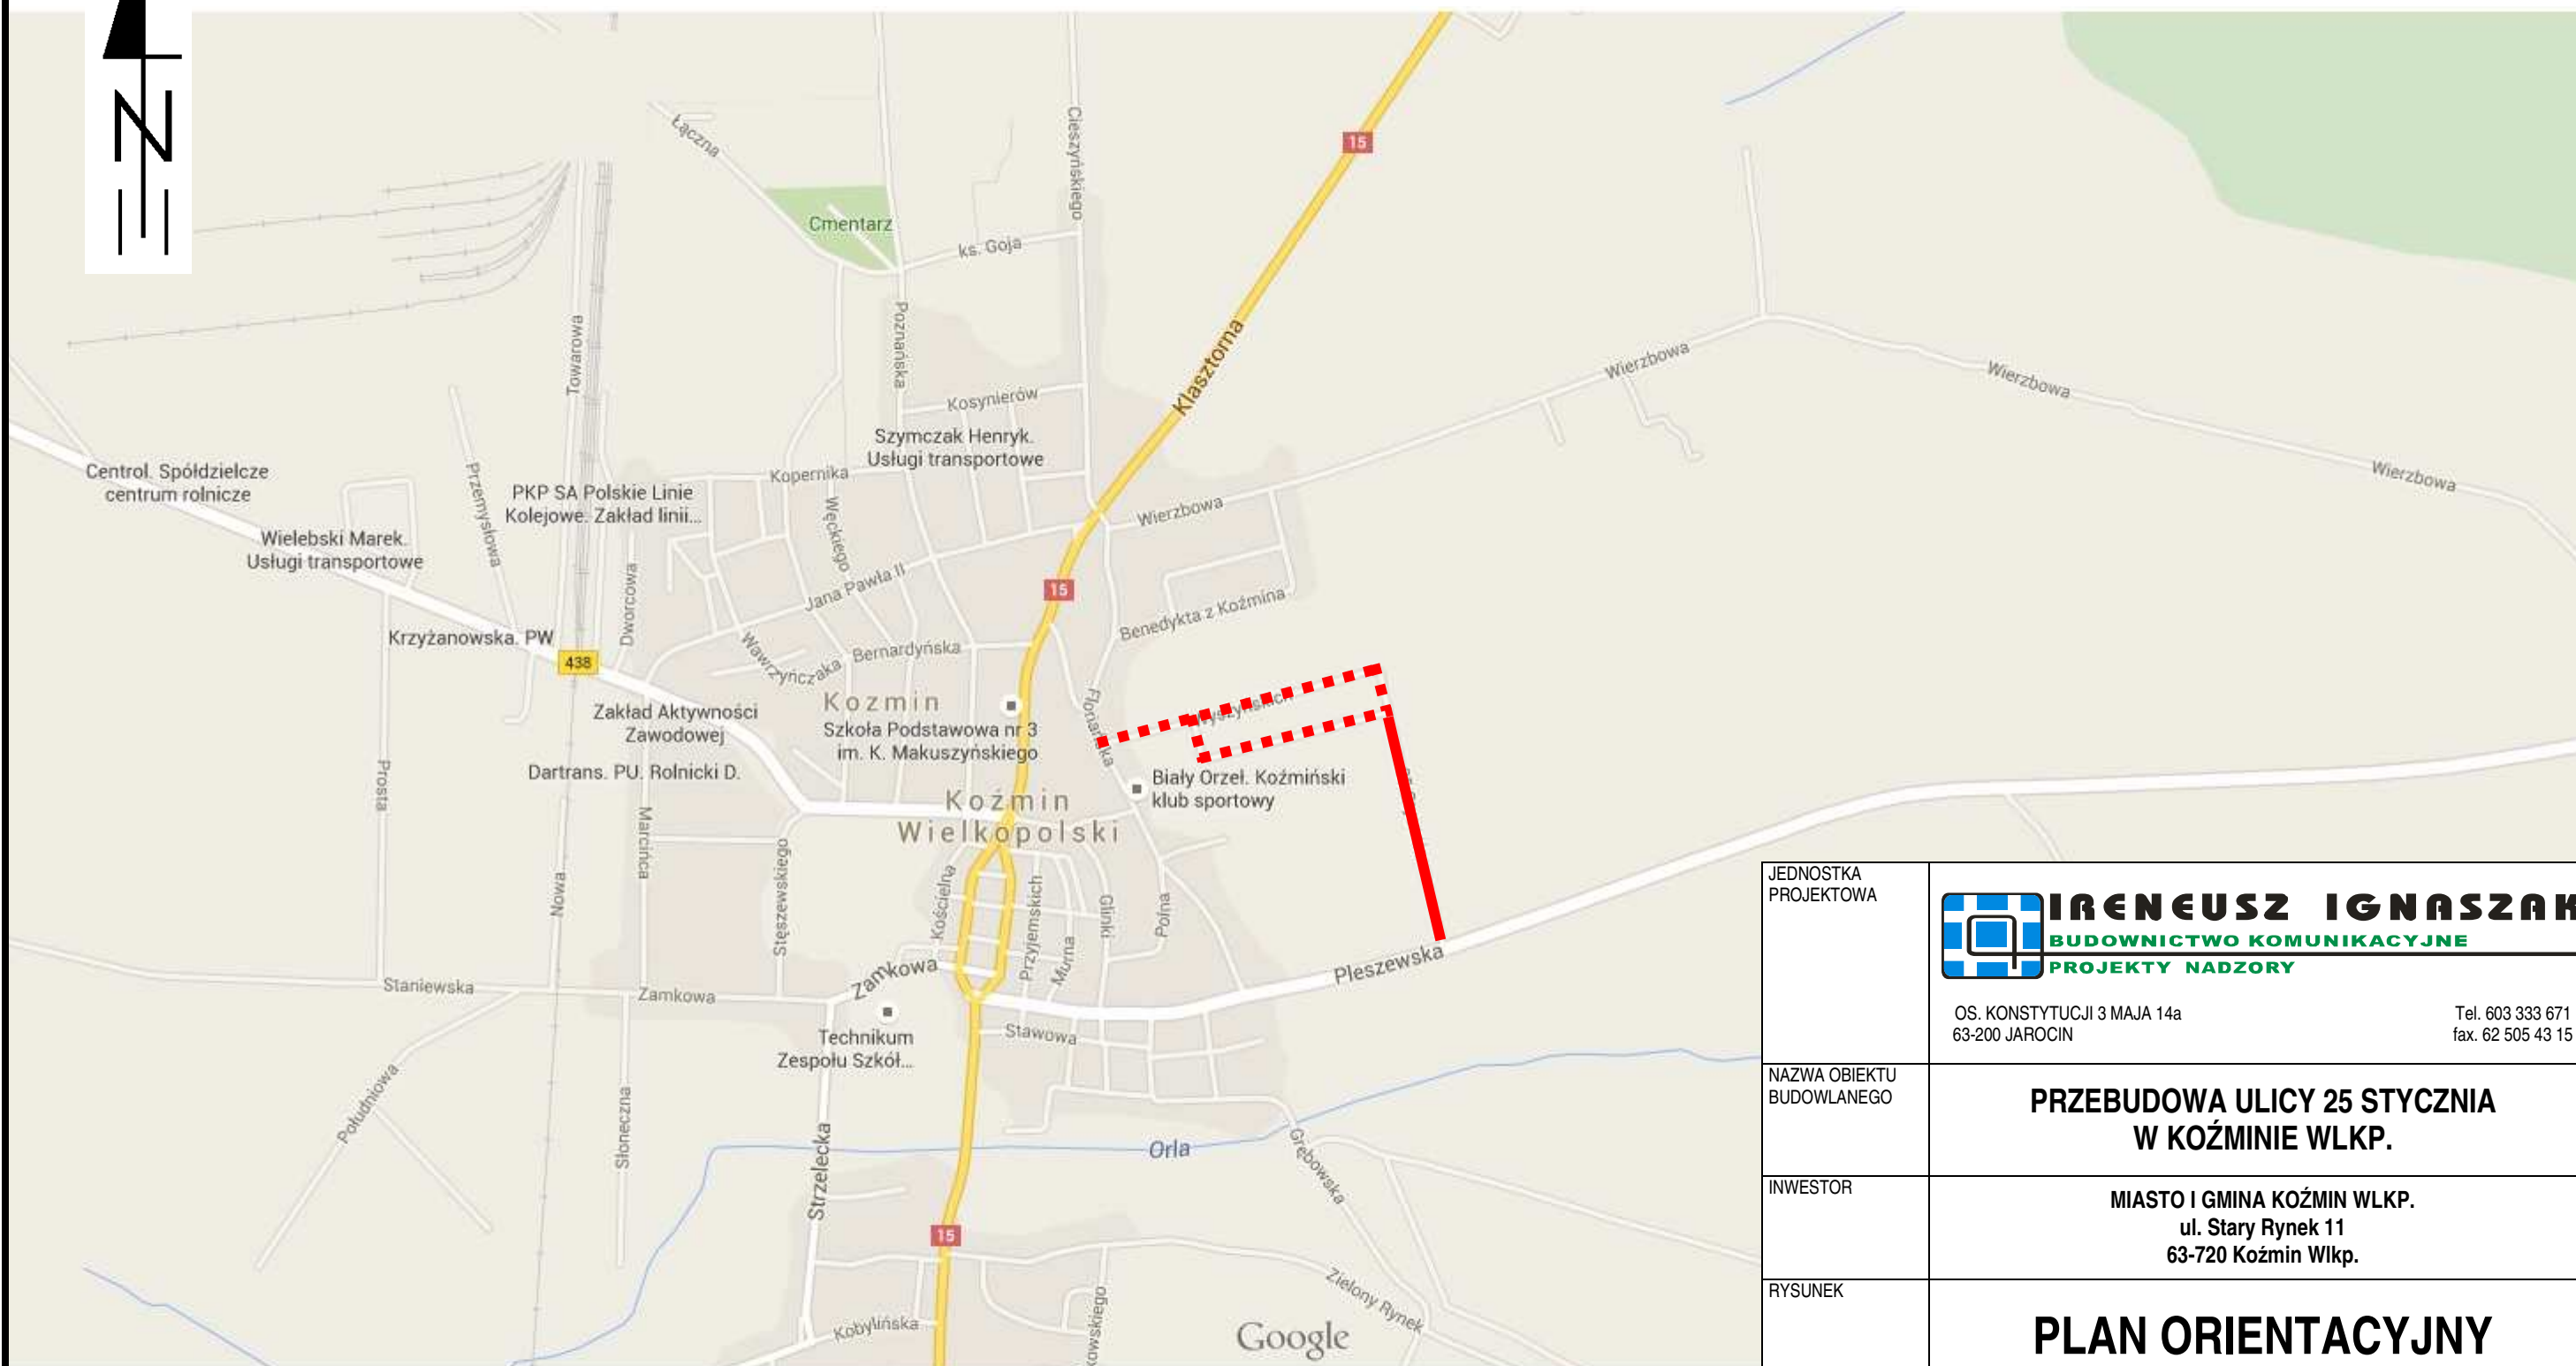 N
15
Łączna
Cieszyńskiego
Cmentarz
ks. Goja
Towarowa
Poznańska
Klasztorna
Wierzbowa
Wierzbowa
Wierzbowa
Kosynierów
Szymczak Henryk.
Usługi transportowe
Centrol. Spółdzielcze
centrum rolnicze
Przemysłowa
PKP SA Polskie Linie
Kolejowe. Zakład linii...
Kopernika
Węckiego
Wierzbowa
Wielebski Marek.
Usługi transportowe
Dworcowa
Jana Pawła II
15
Benedykta z Koźmina
Krzyżanowska. PW
438
Wawrzyńczaka
Bernardyńska
Kozmin
Szkoła Podstawowa nr 3
im. K. Makuszyńskiego
Zakład Aktywności
Zawodowej
Floriańska
Dartrans. PU. Rolnicki D.
Biały Orzeł. Koźmiński
klub sportowy
Prosta
Koźmin
Wielkopolski
Marcińca
Stęszewskiego
Nowa
Kościelna
Przyjemskich
Murna
Glinki
Polna
Pleszewska
Staniewska
Zamkowa
Zamkowa
Technikum
Zespołu Szkół...
Stawowa
Południowa
Słoneczna
Strzelecka
Orla
Grębowska
15
Zielony Rynek
Kobylińska
Google
JEDNOSTKA
PROJEKTOWA
IRENEUSZ IGNASZAK
BUDOWNICTWO KOMUNIKACYJNE
PROJEKTY NADZORY
OS. KONSTYTUCJI 3 MAJA 14a
63-200 JAROCIN
Tel. 603 333 671
fax. 62 505 43 15
NAZWA OBIEKTU
BUDOWLANEGO
PRZEBUDOWA ULICY 25 STYCZNIA
W KOŹMINIE WLKP.
INWESTOR
MIASTO I GMINA KOŹMIN WLKP.
ul. Stary Rynek 11
63-720 Koźmin Wlkp.
RYSUNEK
PLAN ORIENTACYJNY